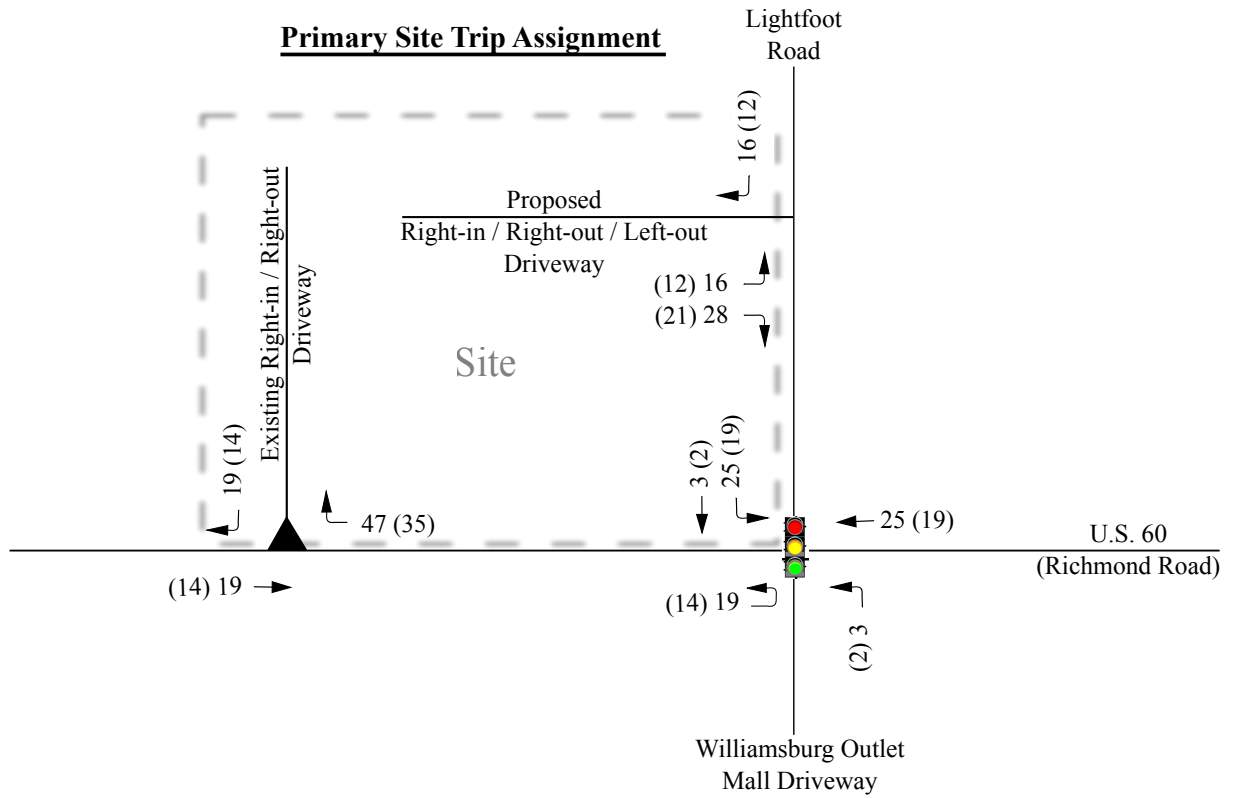 Primary Site Trip Assignment
Lightfoot
Road
16 (12)
Proposed
Right-in / Right-out / Left-out
Driveway
(12) 16
(21) 28
Existing Right-in / Right-out
Driveway
Site
19 (14)
47 (35)
3 (2)
25 (19)
25 (19)
U.S. 60
(Richmond Road)
(14) 19
(14) 19
(2) 3
Williamsburg Outlet
Mall Driveway